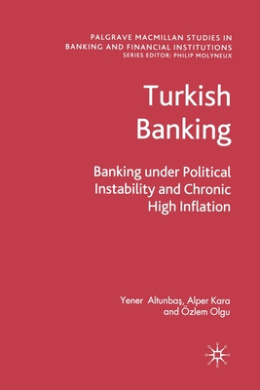 PALGRAVE MACMILLAN STUDIES IN
BANKING AND FINANCIAL INSTITUTIONS
SERIES EDITOR: PHILIP MOLYNEUX
Turkish
Banking
Banking under Political
Instability and Chronic
High Inflation
Yener Altunbaş, Alper Kara
and Özlem Olgu